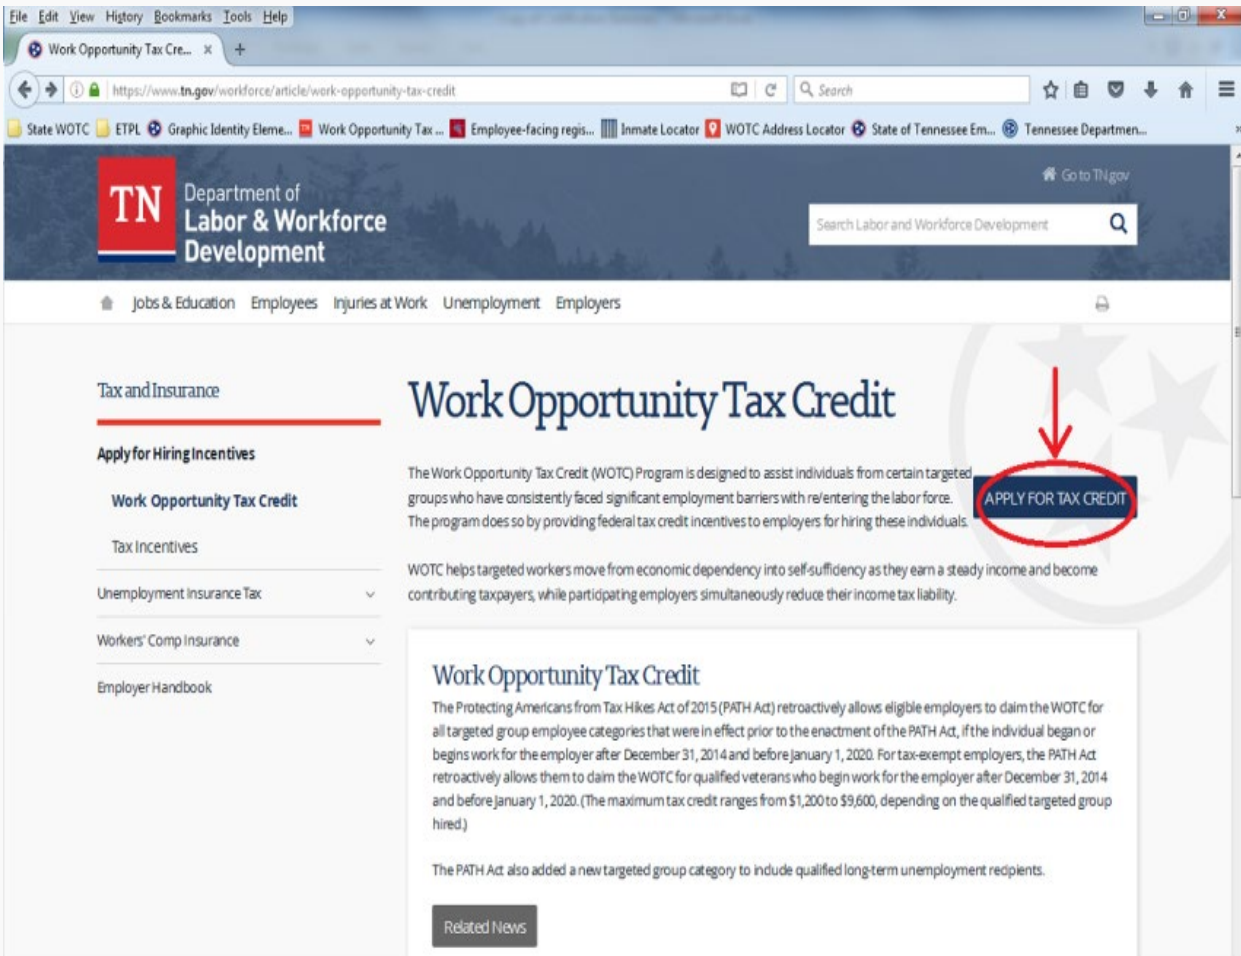 File Edit View History Bookmarks Tools Help
Work Opportunity Tax Cre... × +
https://www.tn.gov/workforce/article/work-opportunity-tax-credit
Search
State WOTC ETPL Graphic Identity Eleme... Work Opportunity Tax ... Employee-facing regis... Inmate Locator WOTC Address Locator State of Tennessee Em... Tennessee Departmen...
Go to TN.gov
TN
Department of
Labor & Workforce
Development
Search Labor and Workforce Development
Jobs & Education Employees Injuries at Work Unemployment Employers
Tax and Insurance
Apply for Hiring Incentives
Work Opportunity Tax Credit
Tax Incentives
Unemployment Insurance Tax
Workers' Comp Insurance
Employer Handbook
Work Opportunity Tax Credit
The Work Opportunity Tax Credit (WOTC) Program is designed to assist individuals from certain targeted
groups who have consistently faced significant employment barriers with re/entering the labor force.
The program does so by providing federal tax credit incentives to employers for hiring these individuals.
APPLY FOR TAX CREDIT
WOTC helps targeted workers move from economic dependency into self-sufficiency as they earn a steady income and become
contributing taxpayers, while participating employers simultaneously reduce their income tax liability.
Work Opportunity Tax Credit
The Protecting Americans from Tax Hikes Act of 2015 (PATH Act) retroactively allows eligible employers to claim the WOTC for
all targeted group employee categories that were in effect prior to the enactment of the PATH Act, if the individual began or
begins work for the employer after December 31, 2014 and before January 1, 2020. For tax-exempt employers, the PATH Act
retroactively allows them to claim the WOTC for qualified veterans who begin work for the employer after December 31, 2014
and before January 1, 2020. (The maximum tax credit ranges from $1,200 to $9,600, depending on the qualified targeted group
hired.)
The PATH Act also added a new targeted group category to include qualified long-term unemployment recipients.
Related News